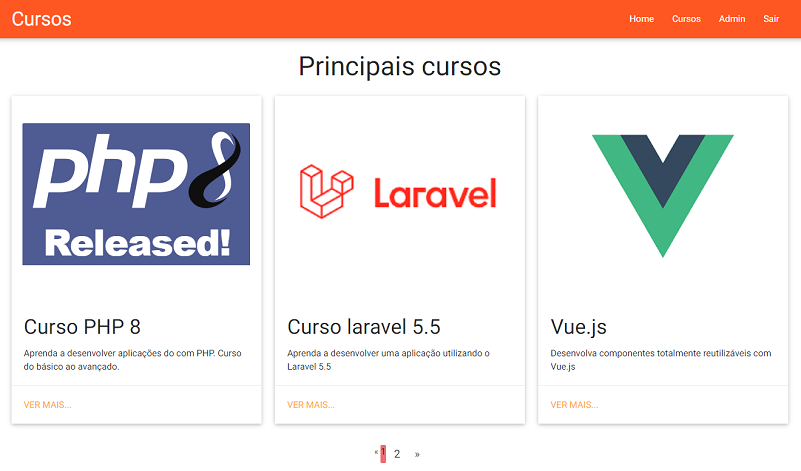 Cursos
Home Cursos Admin Sair
Principais cursos
php 8
Released!
Laravel
Curso PHP 8
Aprenda a desenvolver aplicações do com PHP. Curso
do básico ao avançado.
VER MAIS...
Curso laravel 5.5
Aprenda a desenvolver uma aplicação utilizando o
Laravel 5.5
VER MAIS...
Vue.js
Desenvolva componentes totalmente reutilizáveis com
Vue.js
VER MAIS...
« 1 2 »